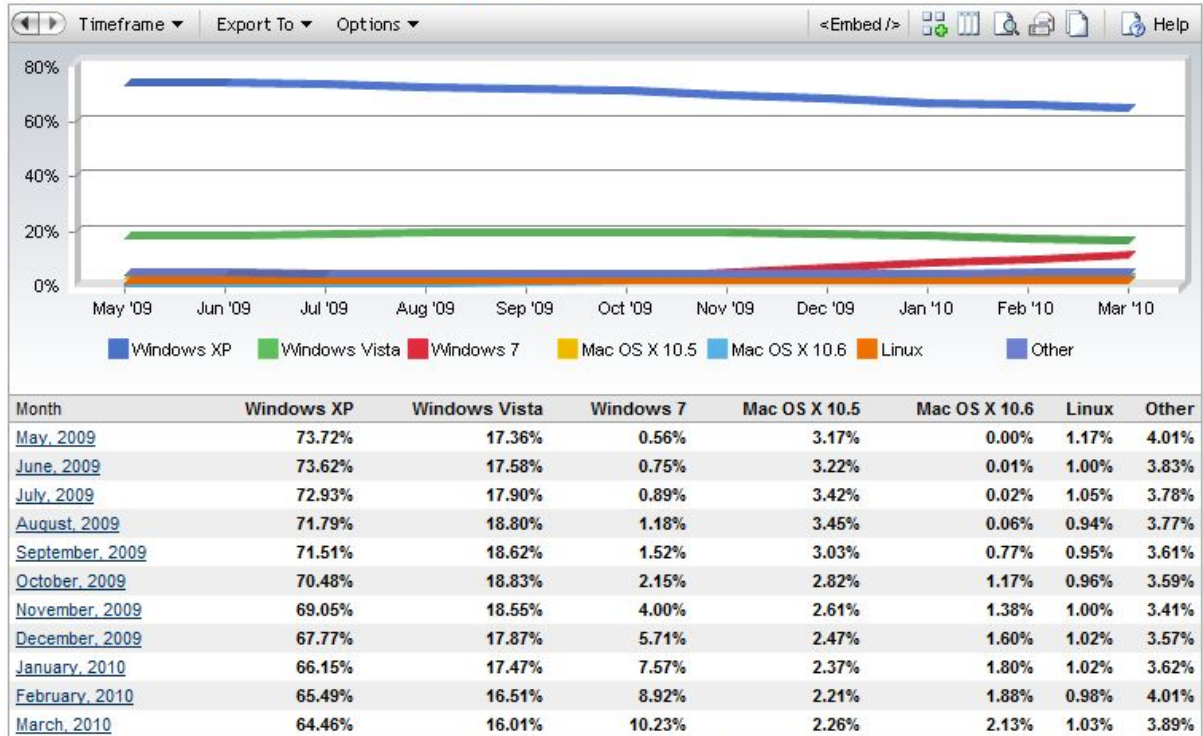 Timeframe ▼ Export To ▼ Options ▼ <Embed /> Help
80%
60%
40%
20%
0%
May '09 Jun '09 Jul '09 Aug '09 Sep '09 Oct '09 Nov '09 Dec '09 Jan '10 Feb '10 Mar '10
Windows XP Windows Vista Windows 7 Mac OS X 10.5 Mac OS X 10.6 Linux Other
Month Windows XP Windows Vista Windows 7 Mac OS X 10.5 Mac OS X 10.6 Linux Other
May, 2009 73.72% 17.36% 0.56% 3.17% 0.00% 1.17% 4.01%
June, 2009 73.62% 17.58% 0.75% 3.22% 0.01% 1.00% 3.83%
July, 2009 72.93% 17.90% 0.89% 3.42% 0.02% 1.05% 3.78%
August, 2009 71.79% 18.80% 1.18% 3.45% 0.06% 0.94% 3.77%
September, 2009 71.51% 18.62% 1.52% 3.03% 0.77% 0.95% 3.61%
October, 2009 70.48% 18.83% 2.15% 2.82% 1.17% 0.96% 3.59%
November, 2009 69.05% 18.55% 4.00% 2.61% 1.38% 1.00% 3.41%
December, 2009 67.77% 17.87% 5.71% 2.47% 1.60% 1.02% 3.57%
January, 2010 66.15% 17.47% 7.57% 2.37% 1.80% 1.02% 3.62%
February, 2010 65.49% 16.51% 8.92% 2.21% 1.88% 0.98% 4.01%
March, 2010 64.46% 16.01% 10.23% 2.26% 2.13% 1.03% 3.89%